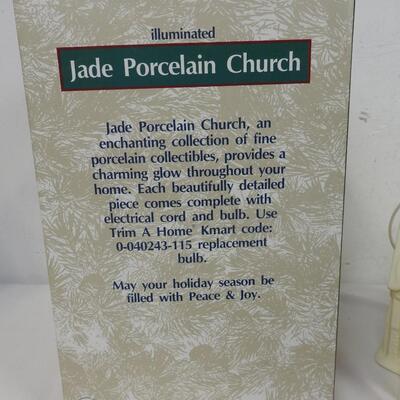 illuminated
Jade Porcelain Church
Jade Porcelain Church, an
enchanting collection of fine
porcelain collectibles, provides a
charming glow throughout your
home. Each beautifully detailed
piece comes complete with
electrical cord and bulb. Use
Trim A Home Kmart code:
0-040243-115 replacement
bulb.
May your holiday season be
filled with Peace & Joy.